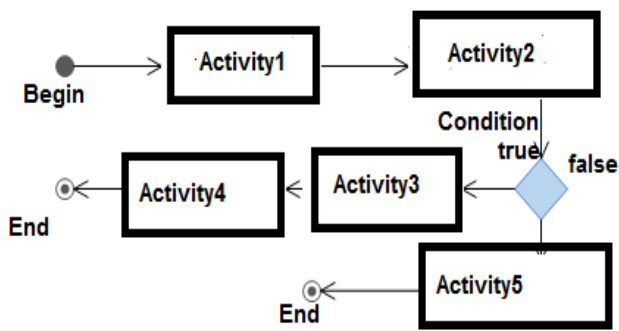 Activity1
Activity2
Begin
Condition
true
false
Activity3
Activity4
End
Activity5
End